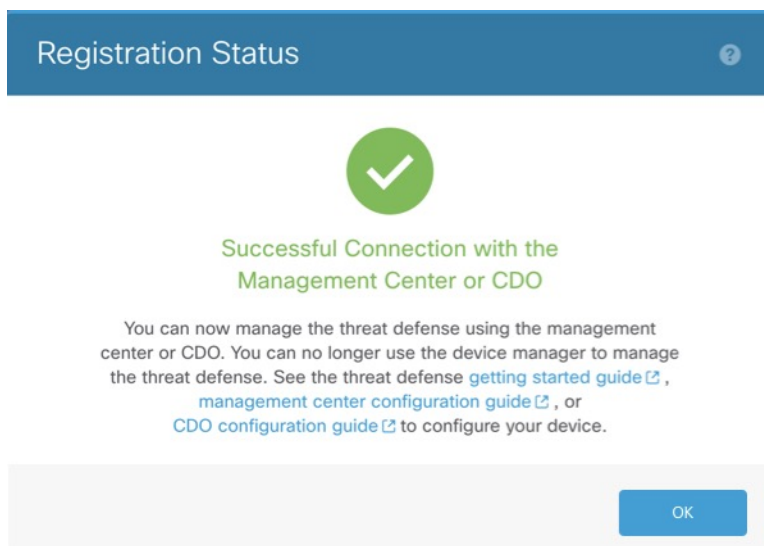 Registration Status
?
Successful Connection with the
Management Center or CDO
You can now manage the threat defense using the management
center or CDO. You can no longer use the device manager to manage
the threat defense. See the threat defense getting started guide ,
management center configuration guide , or
CDO configuration guide to configure your device.
OK